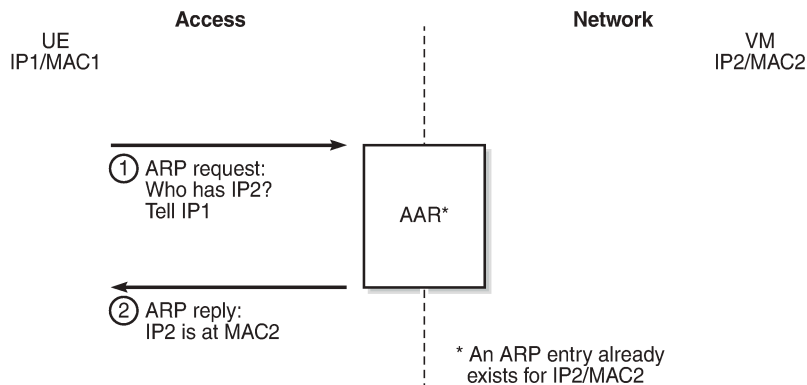 Access
Network
UE
IP1/MAC1
VM
IP2/MAC2
1 ARP request:
Who has IP2?
Tell IP1
AAR*
2 ARP reply:
IP2 is at MAC2
* An ARP entry already
exists for IP2/MAC2